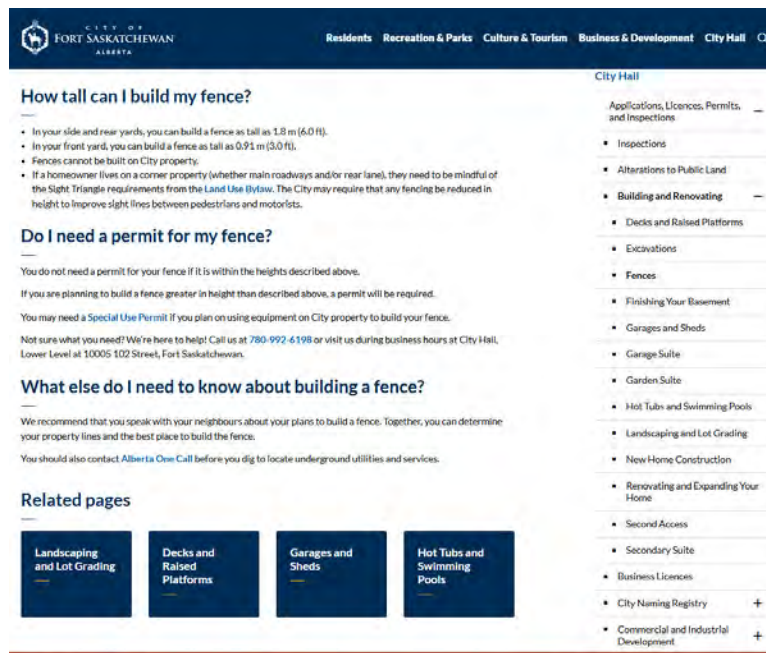 CITY OF
FORT SASKATCHEWAN
ALBERTA
Residents Recreation & Parks Culture & Tourism Business & Development City Hall
How tall can I build my fence?
• In your side and rear yards, you can build a fence as tall as 1.8 m (6.0 ft).
• In your front yard, you can build a fence as tall as 0.91 m (3.0 ft).
• Fences cannot be built on City property.
• If a homeowner lives on a corner property (whether main roadways and/or rear lane), they need to be mindful of
the Sight Triangle requirements from the Land Use Bylaw. The City may require that any fencing be reduced in
height to improve sight lines between pedestrians and motorists.
Do I need a permit for my fence?
You do not need a permit for your fence if it is within the heights described above.
If you are planning to build a fence greater in height than described above, a permit will be required.
You may need a Special Use Permit if you plan on using equipment on City property to build your fence.
Not sure what you need? We're here to help! Call us at 780-992-6198 or visit us during business hours at City Hall,
Lower Level at 10005 102 Street, Fort Saskatchewan.
What else do I need to know about building a fence?
We recommend that you speak with your neighbours about your plans to build a fence. Together, you can determine
your property lines and the best place to build the fence.
You should also contact Alberta One Call before you dig to locate underground utilities and services.
Related pages
Landscaping
and Lot Grading
Decks and
Raised
Platforms
Garages and
Sheds
Hot Tubs and
Swimming
Pools
City Hall
Applications, Licences, Permits,
and Inspections
Inspections
Alterations to Public Land
Building and Renovating
Decks and Raised Platforms
Excavations
Fences
Finishing Your Basement
Garages and Sheds
Garage Suite
Garden Suite
Hot Tubs and Swimming Pools
Landscaping and Lot Grading
New Home Construction
Renovating and Expanding Your
Home
Second Access
Secondary Suite
Business Licences
City Naming Registry
Commercial and Industrial
Development